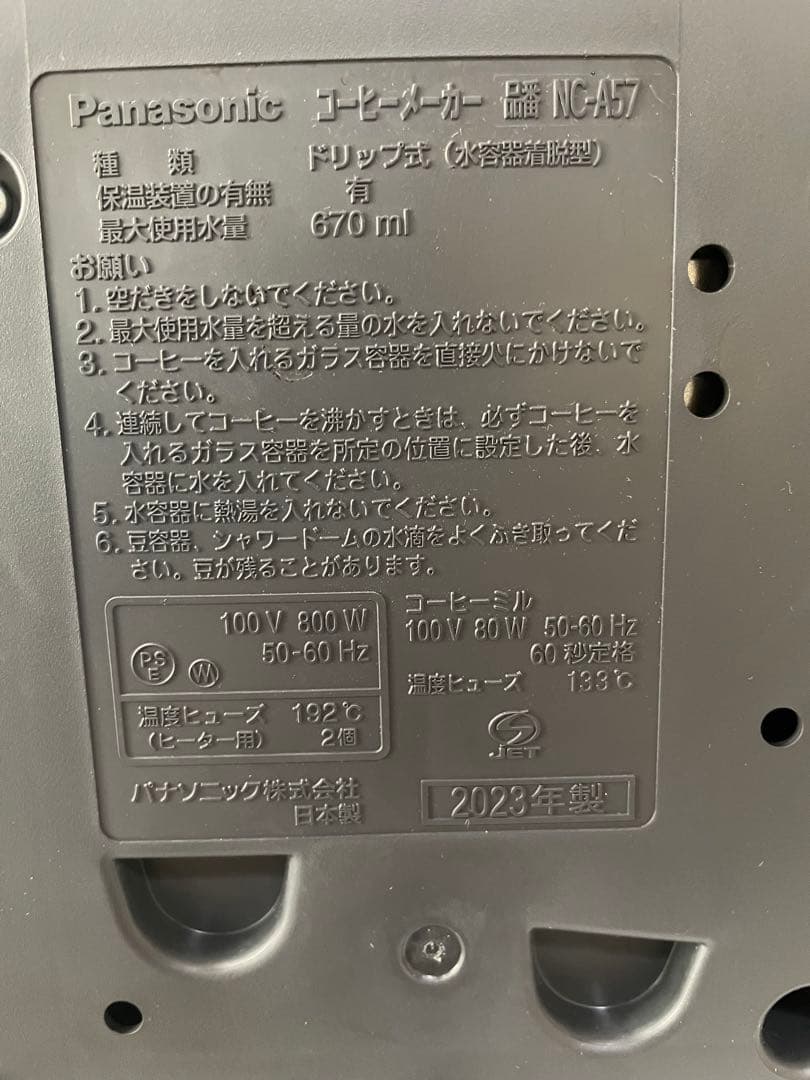 Panasonic コーヒーメーカー 品番 NC-A57
種 類 ドリップ式（水容器着脱型）
保温装置の有無 有
最大使用水量 670 ml
お願い
1. 空だきをしないでください。
2. 最大使用水量を超える量の水を入れないでください。
3. コーヒーを入れるガラス容器を直接火にかけないで
ください。
4. 連続してコーヒーを沸かすときは、必ずコーヒーを
入れるガラス容器を所定の位置に設定した後、水
容器に水を入れてください。
5. 水容器に熱湯を入れないでください。
6. 豆容器、シャワードームの水滴をよくふき取ってくだ
さい。豆が残ることがあります。
100 V 800 W
50-60 Hz
PS
E
W
温度ヒューズ 192℃
（ヒーター用） 2個
コーヒーミル
100 V 80 W 50-60 Hz
60 秒定格
温度ヒューズ 133℃
JET
パナソニック株式会社
日本製
2023年製